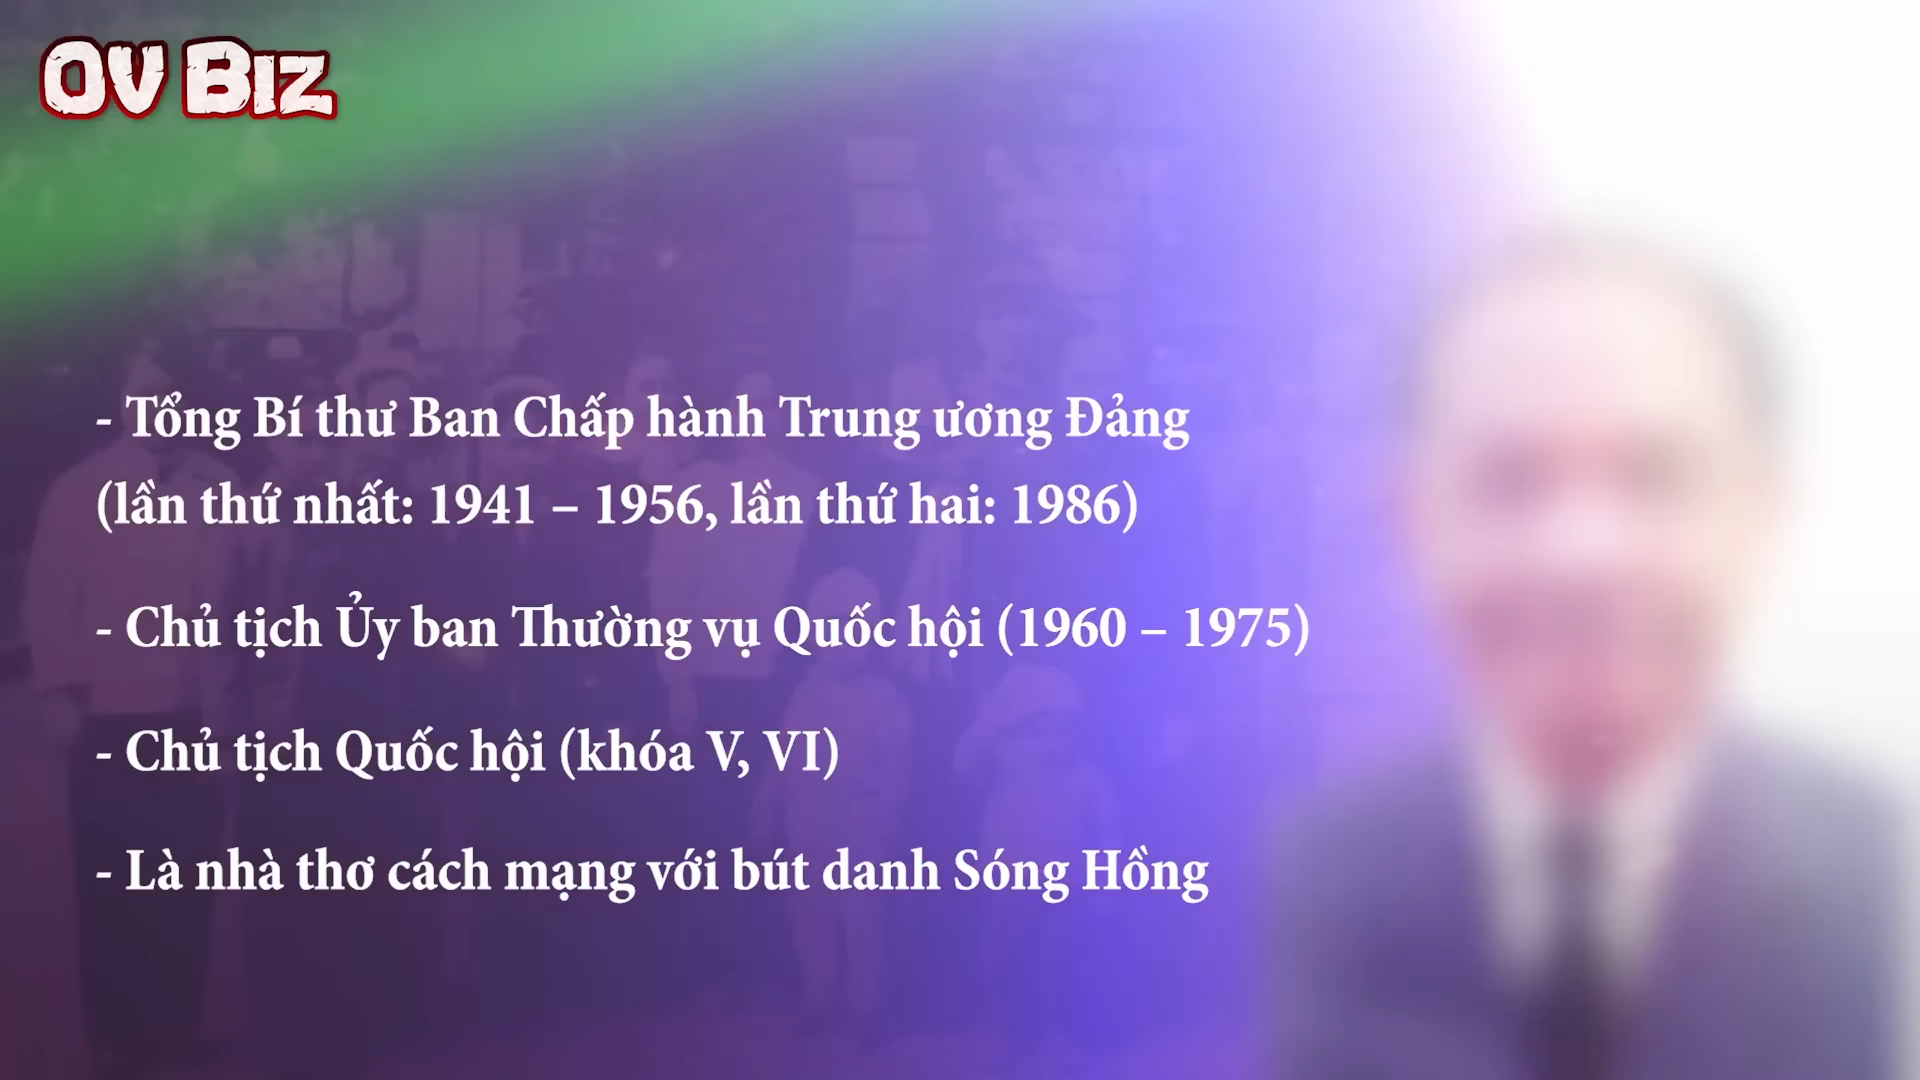 OV BIZ
- Tổng Bí thư Ban Chấp hành Trung ương Đảng
(lần thứ nhất: 1941 – 1956, lần thứ hai: 1986)
- Chủ tịch Ủy ban Thường vụ Quốc hội (1960 – 1975)
- Chủ tịch Quốc hội (khóa V, VI)
- Là nhà thơ cách mạng với bút danh Sóng Hồng